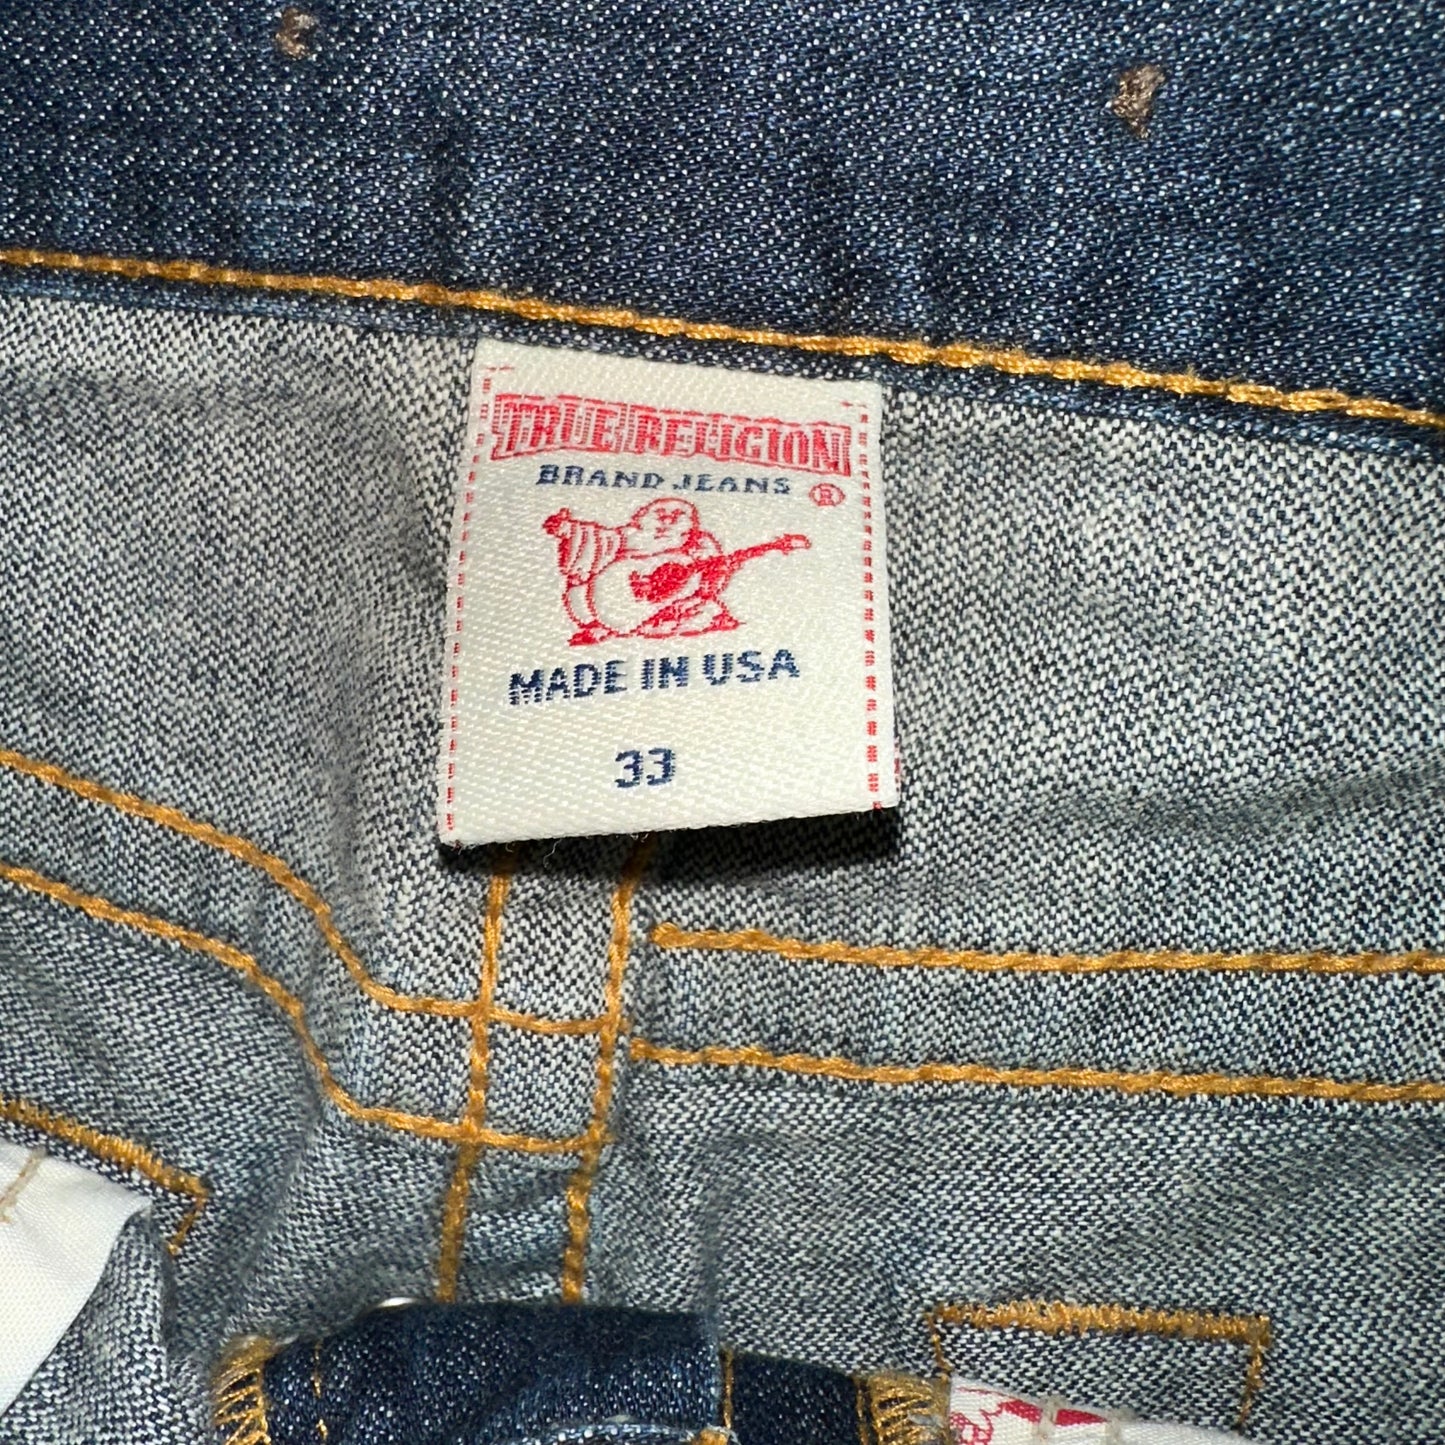 TRUE RELIGION
BRAND JEANS ®
MADE IN USA
33